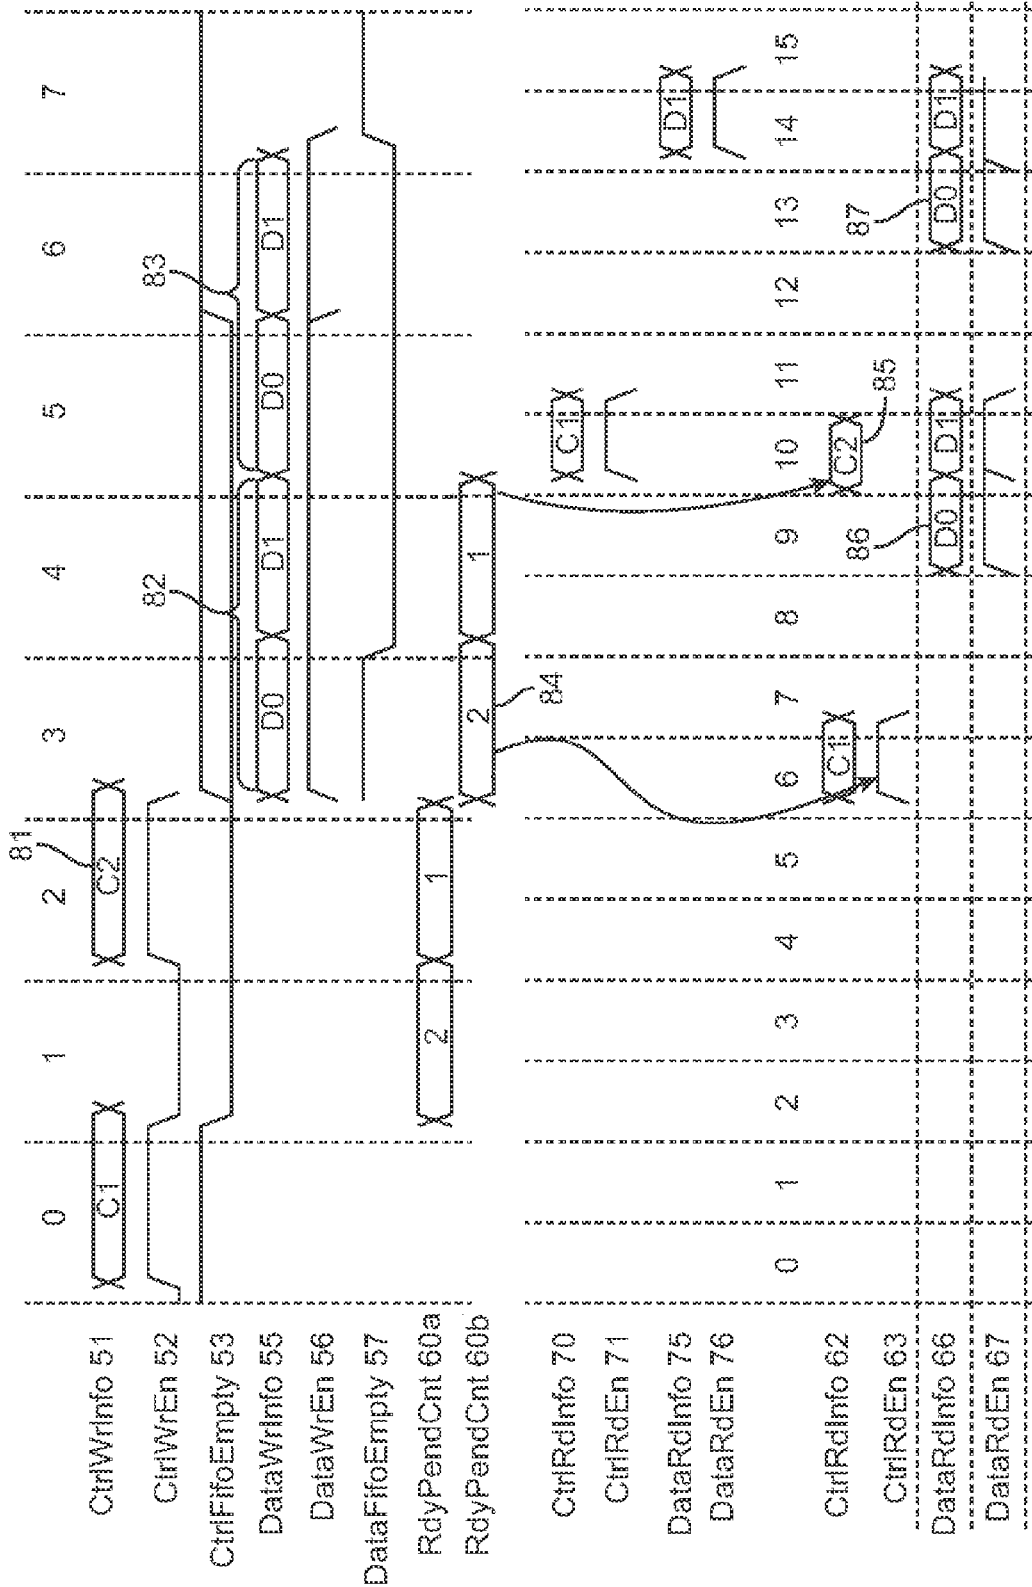 0 1 2 3 4 5 6 7
81
CtrlWrInfo 51 C1 C2
CtrlWrEn 52
82 83
CtrlFifoEmpty 53
DataWrInfo 55 D0 D1 D0 D1
DataWrEn 56
DataFifoEmpty 57
RdyPendCnt 60a 2 1
RdyPendCnt 60b 2 1
84
CtrlRdInfo 70 C1
CtrlRdEn 71
DataRdInfo 75 D1
DataRdEn 76
0 1 2 3 4 5 6 7 8 9 10 11 12 13 14 15
CtrlRdInfo 62 C1 C2
85
CtrlRdEn 63
86 87
DataRdInfo 66 D0 D1 D0 D1
DataRdEn 67